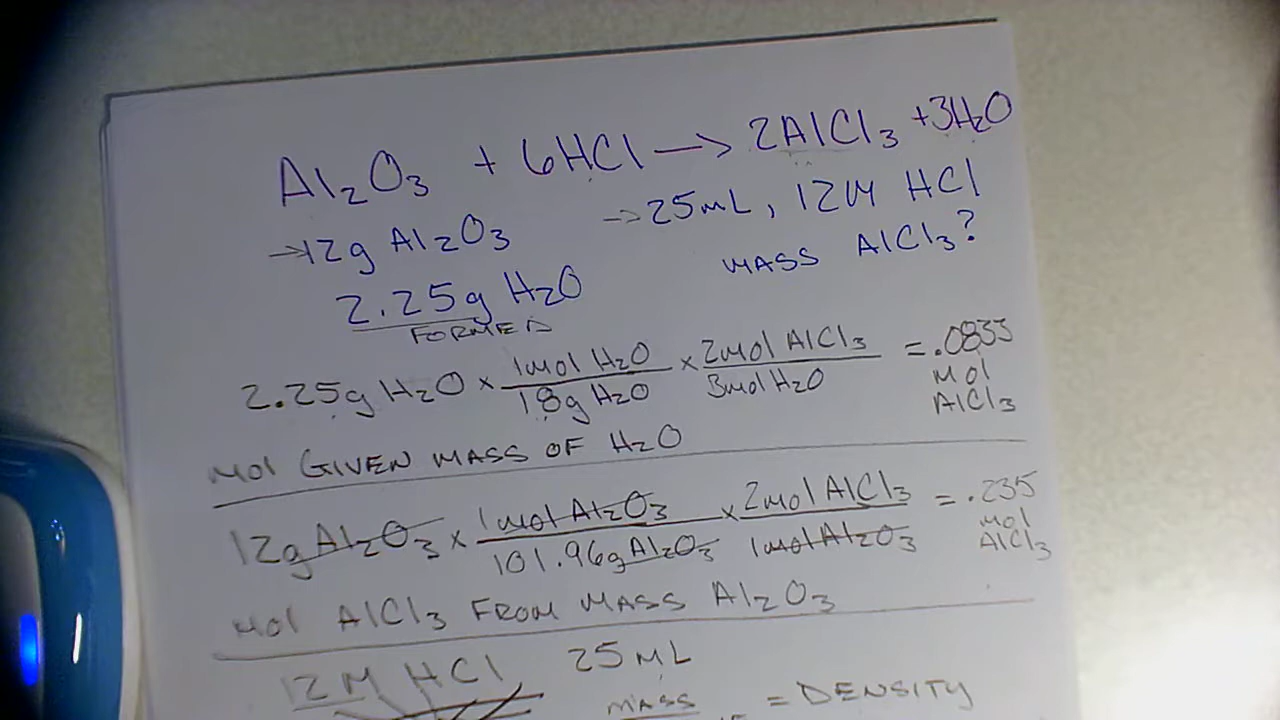 Al₂O₃ + 6HCl → 2AlCl₃ + 3H₂O
→12g Al₂O₃ → 25mL, 12M HCl
2.25g H₂O MASS AlCl₃?
FORMED
2.25g H₂O × 1mol H₂O / 18g H₂O × 2mol AlCl₃ / 3mol H₂O = .0833 mol AlCl₃
mol GIVEN MASS OF H₂O
12g Al₂O₃ × 1mol Al₂O₃ / 101.96g Al₂O₃ × 2mol AlCl₃ / 1mol Al₂O₃ = .235 mol AlCl₃
mol AlCl₃ FROM MASS Al₂O₃
12M HCl 25mL
MASS = DENSITY